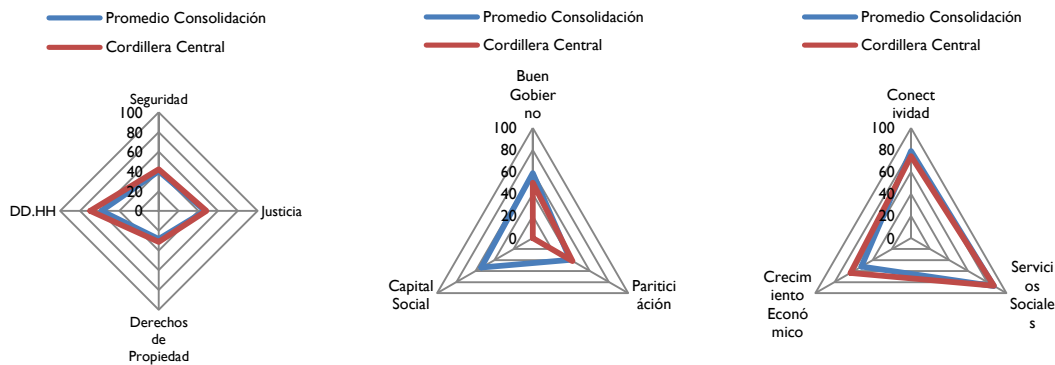 Promedio Consolidación
Cordillera Central
Seguridad
100
80
60
40
20
0
DD.HH
Justicia
Derechos
de
Propiedad
Promedio Consolidación
Cordillera Central
Buen
Gobier
no
100
80
60
40
20
0
Capital
Social
Paritici
áción
Promedio Consolidación
Cordillera Central
Conect
ividad
100
80
60
40
20
0
Crecim
iento
Econó
mico
Servici
os
Sociale
s